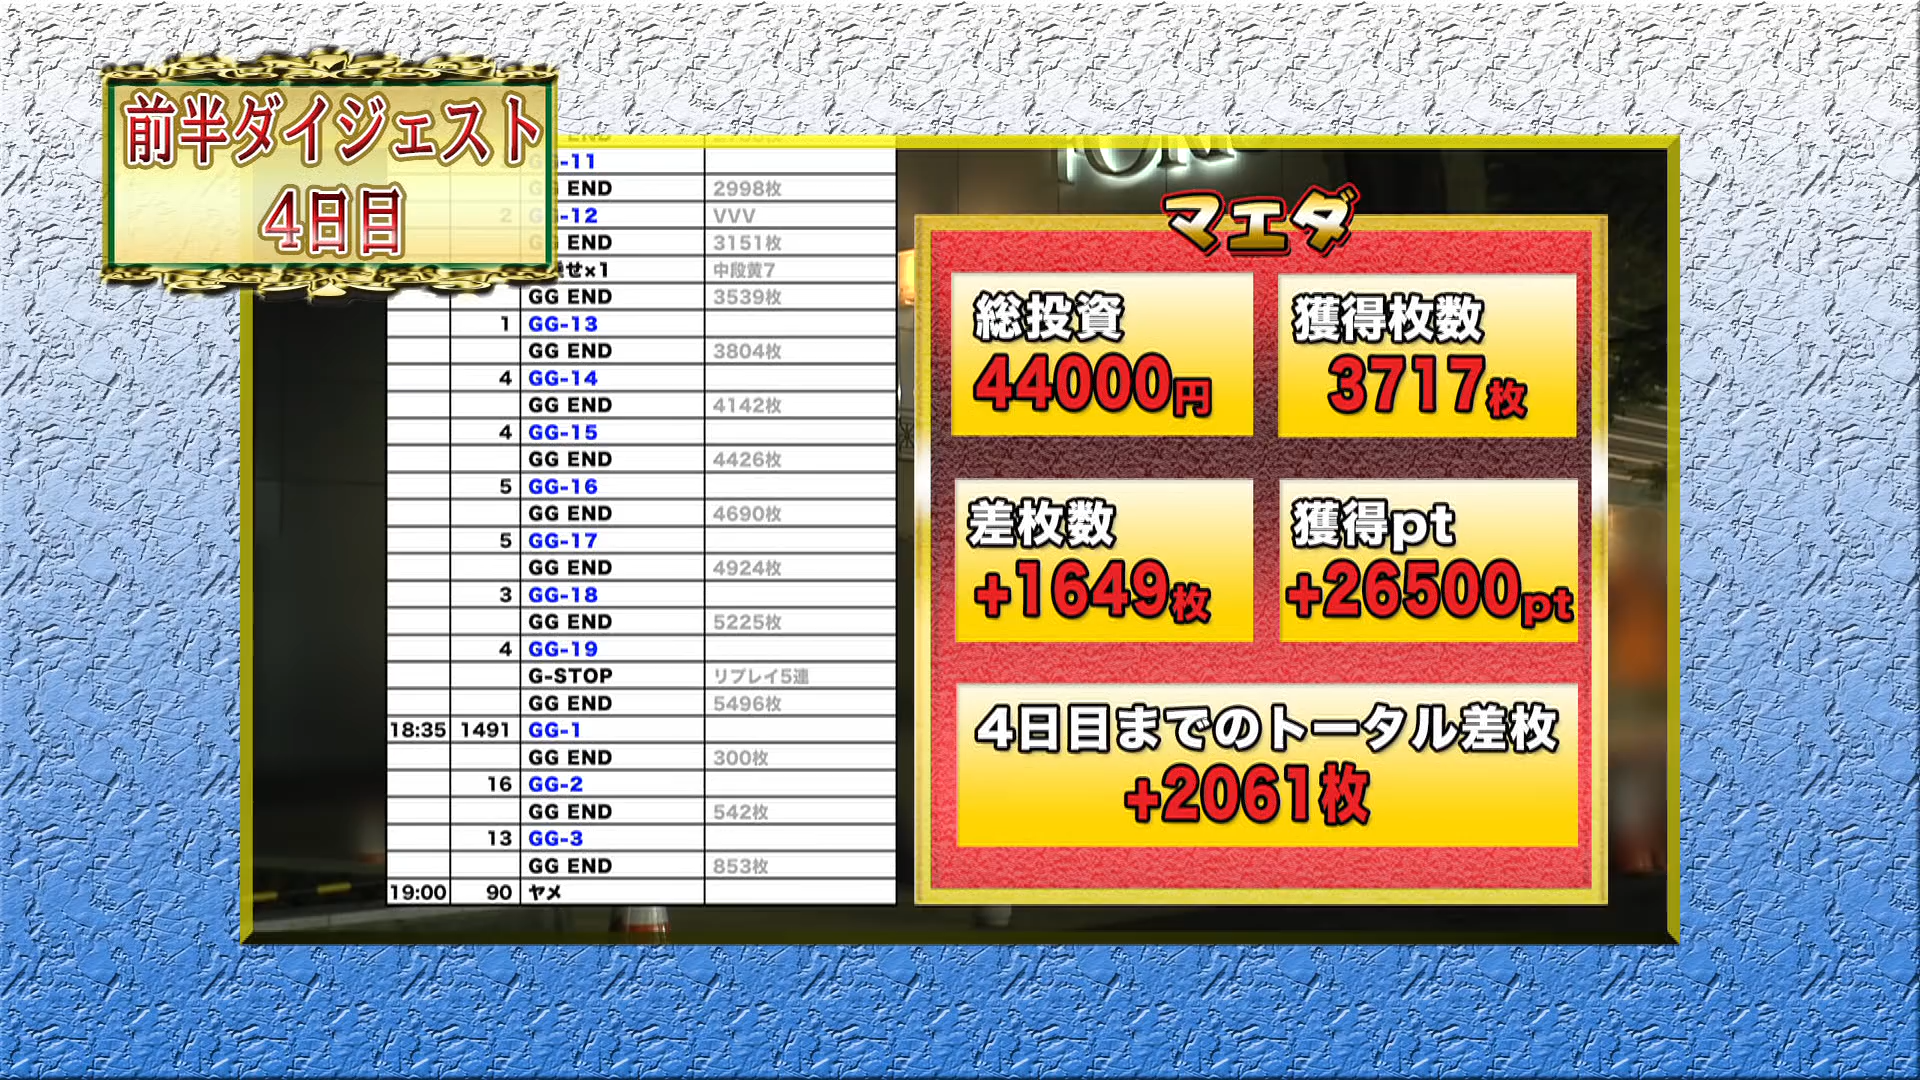 前半ダイジェスト
4日目
-11
END 2998枚
2 -12 VVV
END 3151枚
せ×1 中段黄7
GG END 3539枚
1 GG-13
GG END 3804枚
4 GG-14
GG END 4142枚
4 GG-15
GG END 4426枚
5 GG-16
GG END 4690枚
5 GG-17
GG END 4924枚
3 GG-18
GG END 5225枚
4 GG-19
G-STOP リプレイ5連
GG END 5496枚
18:35 1491 GG-1
GG END 300枚
16 GG-2
GG END 542枚
13 GG-3
GG END 853枚
19:00 90 ヤメ
マエダ
総投資
44000円
獲得枚数
3717枚
差枚数
+1649枚
獲得pt
+26500pt
4日目までのトータル差枚
+2061枚